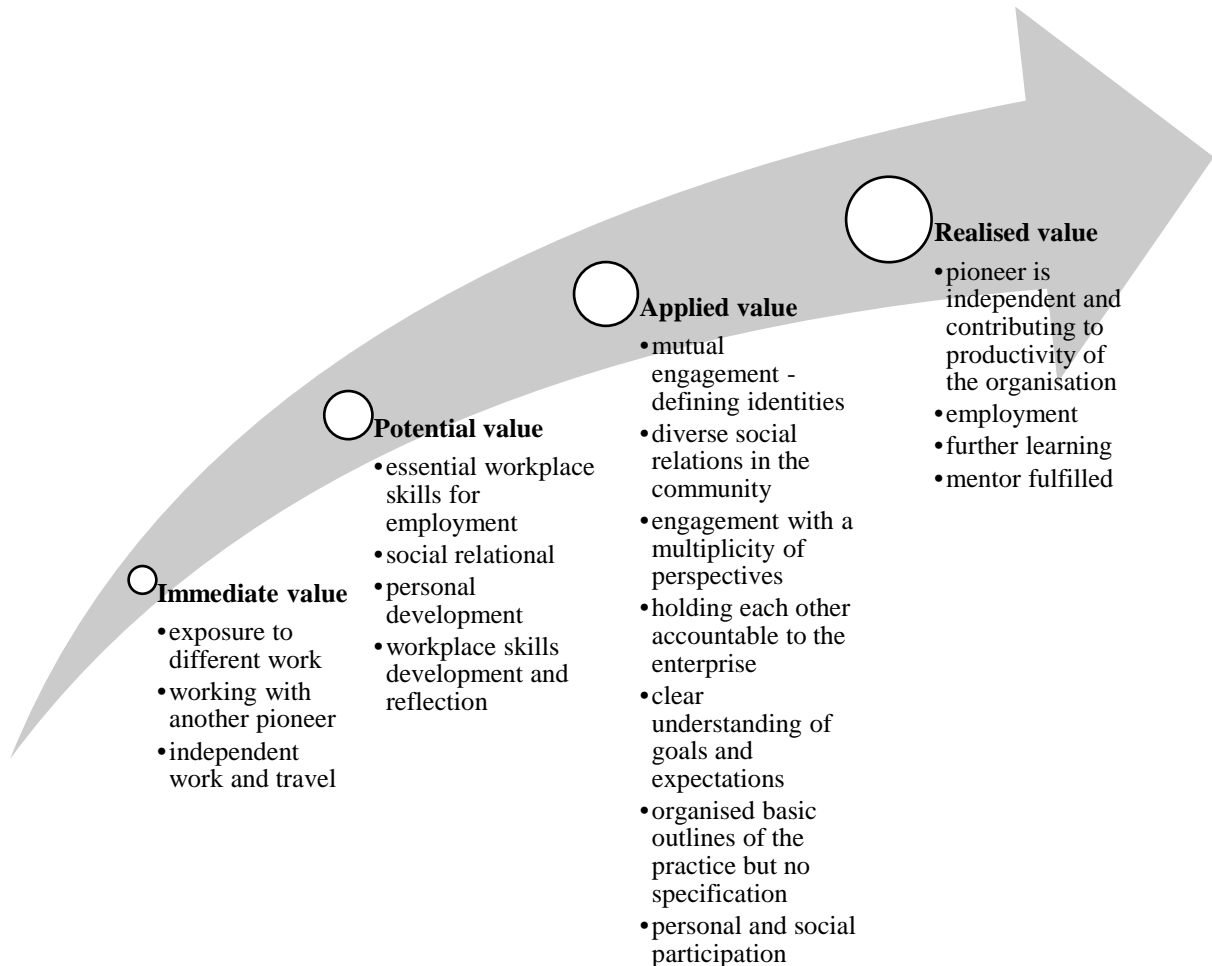 Immediate value
•exposure to
different work
•working with
another pioneer
•independent
work and travel
Potential value
•essential workplace
skills for
employment
•social relational
•personal
development
•workplace skills
development and
reflection
Applied value
•mutual
engagement -
defining identities
•diverse social
relations in the
community
•engagement with a
multiplicity of
perspectives
•holding each other
accountable to the
enterprise
•clear
understanding of
goals and
expectations
•organised basic
outlines of the
practice but no
specification
•personal and social
participation
Realised value
•pioneer is
independent and
contributing to
productivity of
the organisation
•employment
•further learning
•mentor fulfilled